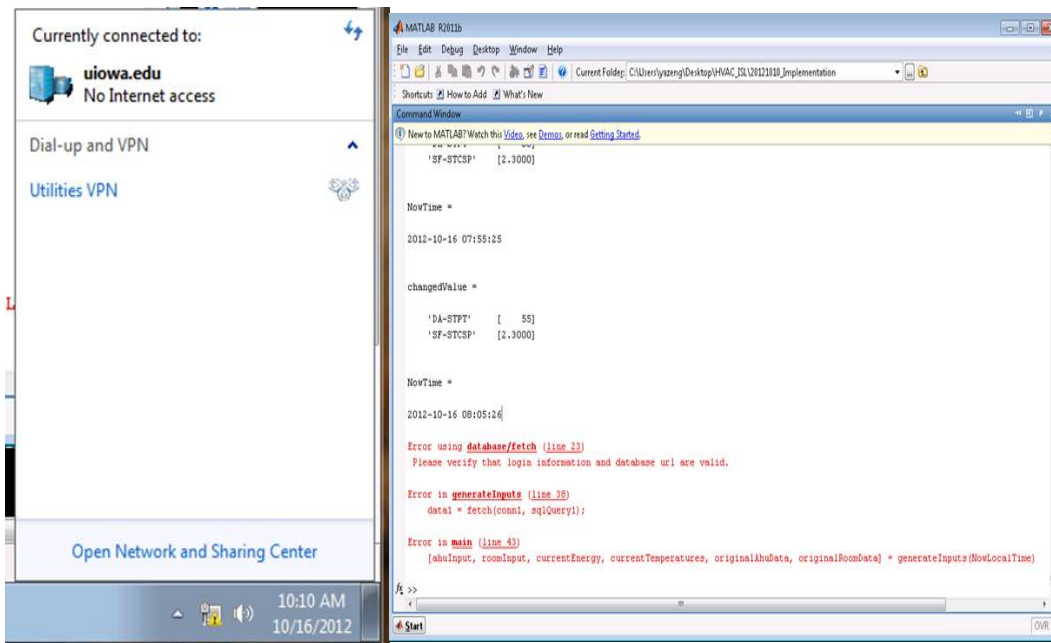 Currently connected to:
uiowa.edu
No Internet access
Dial-up and VPN
Utilities VPN
Open Network and Sharing Center
10:10 AM
10/16/2012
L
MATLAB R2011b
File Edit Debug Desktop Window Help
Current Folder: C:\Users\yazeng\Desktop\HVAC_ISL\20121010_Implementation
Shortcuts How to Add What's New
Command Window
New to MATLAB? Watch this Video, see Demos, or read Getting Started.
'SF-STCSP' [2.3000]
NowTime =
2012-10-16 07:55:25
changedValue =
'DA-STPT' [ 55]
'SF-STCSP' [2.3000]
NowTime =
2012-10-16 08:05:26
Error using database/fetch (line 23)
Please verify that login information and database url are valid.
Error in generateInputs (line 38)
data1 = fetch(conn1, sqlQuery1);
Error in main (line 43)
[ahuInput, roomInput, currentEnergy, currentTemperatures, originalAhuData, originalRoomData] = generateInputs(NowLocalTime)
fx >>
Start
OVR